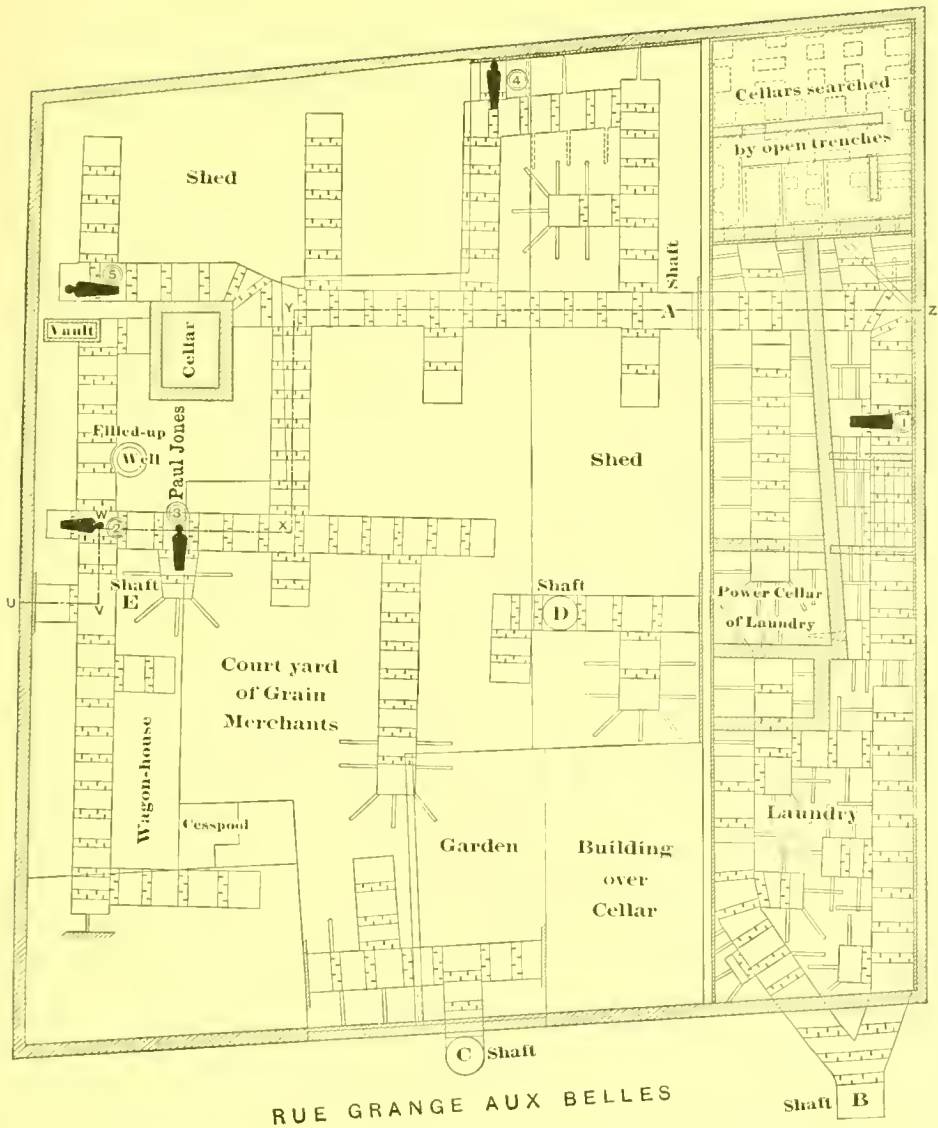 Cellars searched
by open trenches
4
Shed
shaft
5
A
Y
Z
Vault
Cellar
1
Filled-up
Well
Paul Jones
Shed
3
W
2
X
Shaft
E
V
U
Shaft
D
Power Cellar
of Laundry
Court yard
of Grain
Merchants
Wagon-house
Cesspool
Laundry
Garden
Building
over
Cellar
C
Shaft
Shaft
B
RUE GRANGE AUX BELLES